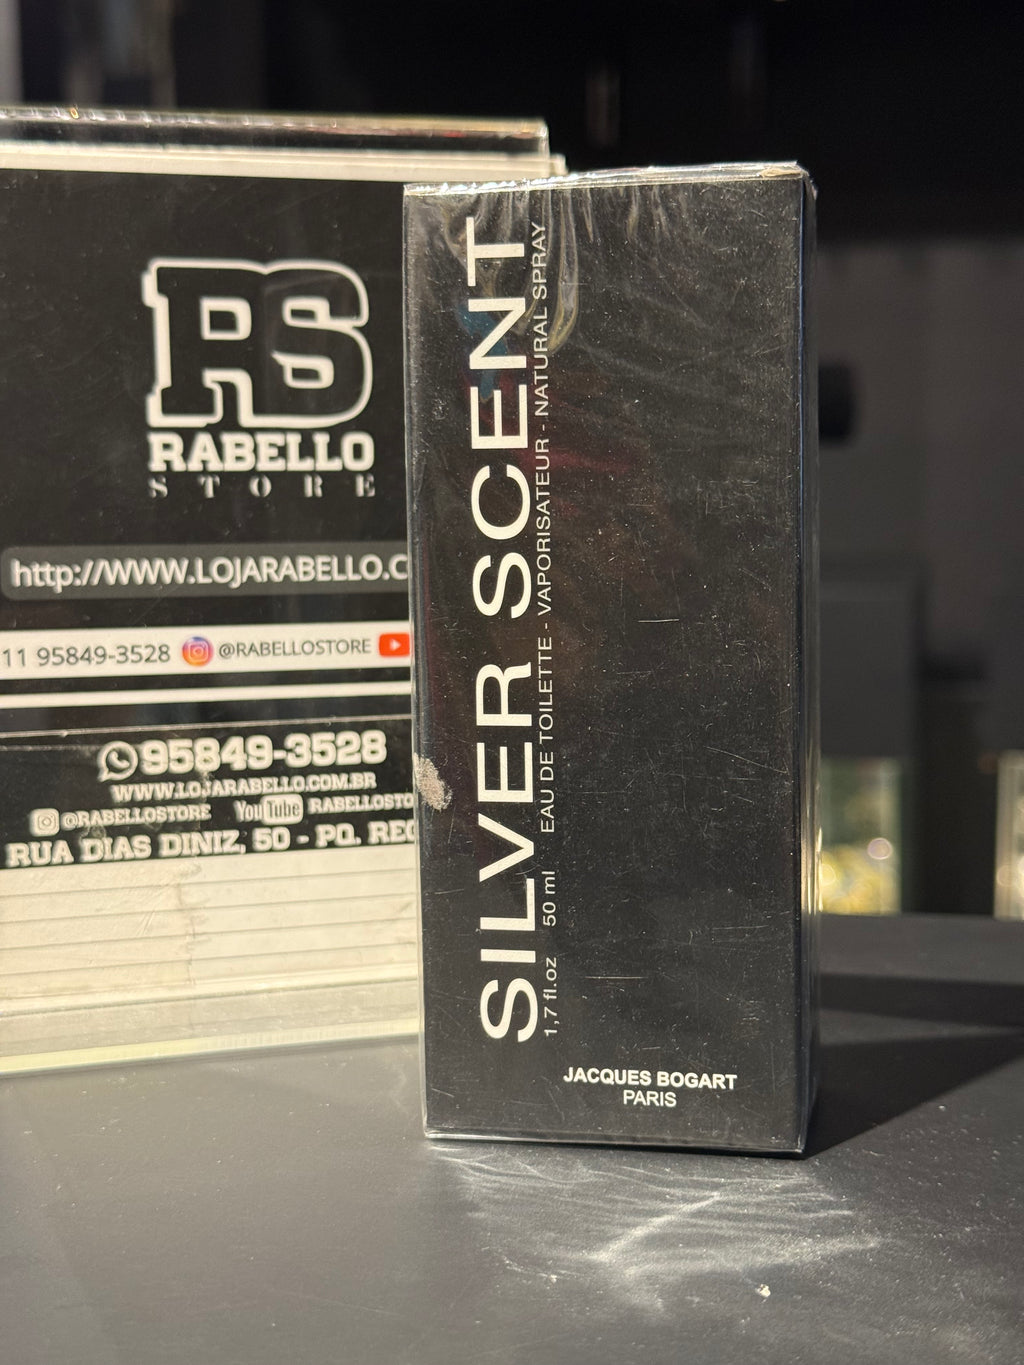 RS
RABELLO
STORE
http://WWW.LOJARABELLO.C
11 95849-3528 @RABELLOSTORE
95849-3528
WWW.LOJARABELLO.COM.BR
@RABELLOSTORE YouTube RABELLOSTO
RUA DIAS DINIZ, 50 - PQ. REG
SILVER SCENT
1,7 fl.oz 50 ml EAU DE TOILETTE - VAPORISATEUR - NATURAL SPRAY
JACQUES BOGART
PARIS